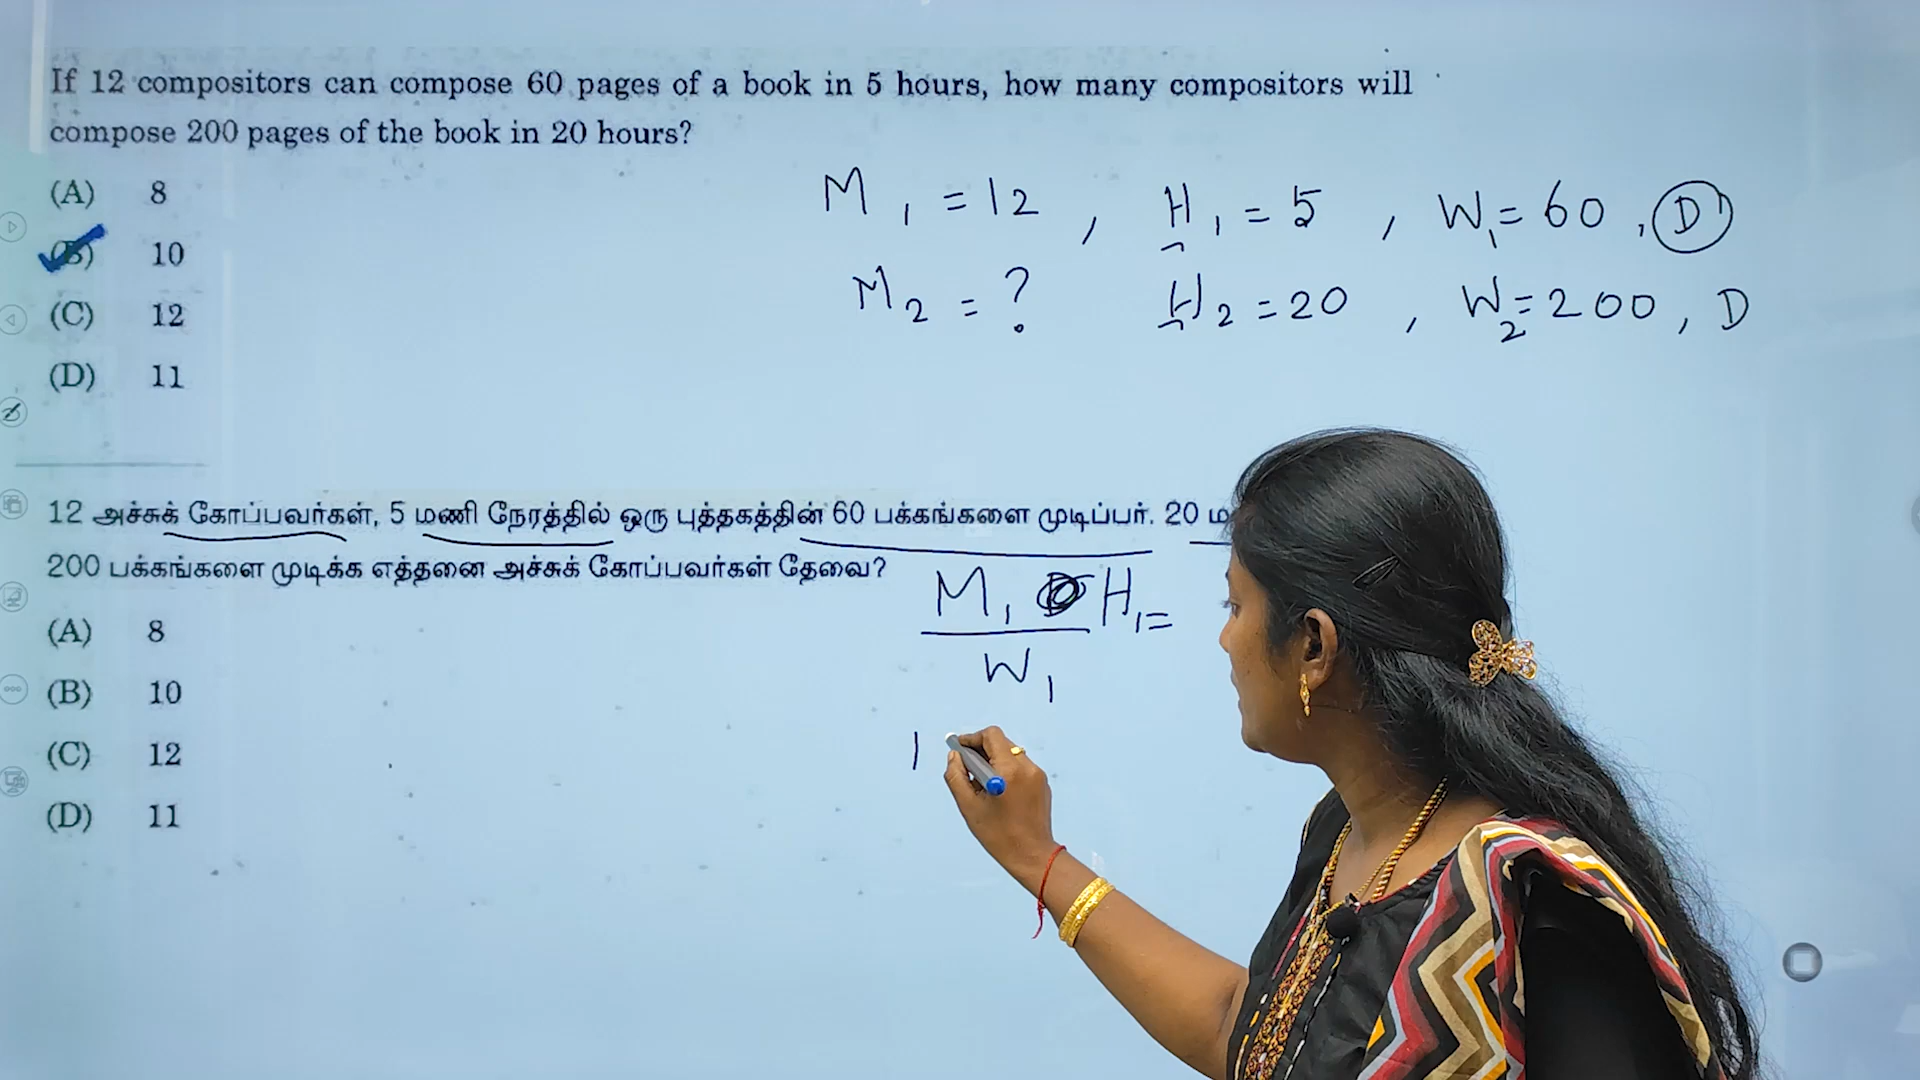 If 12 compositors can compose 60 pages of a book in 5 hours, how many compositors will
compose 200 pages of the book in 20 hours?
(A) 8
(B) 10
(C) 12
(D) 11
M₁ = 12 , H₁ = 5 , W₁ = 60 , D
M₂ = ? H₂ = 20 , W₂ = 200 , D
12 அச்சுக் கோப்பவர்கள், 5 மணி நேரத்தில் ஒரு புத்தகத்தின் 60 பக்கங்களை முடிப்பர். 20 ம
200 பக்கங்களை முடிக்க எத்தனை அச்சுக் கோப்பவர்கள் தேவை?
(A) 8
(B) 10
(C) 12
(D) 11
M₁ H₁ =
W₁
1